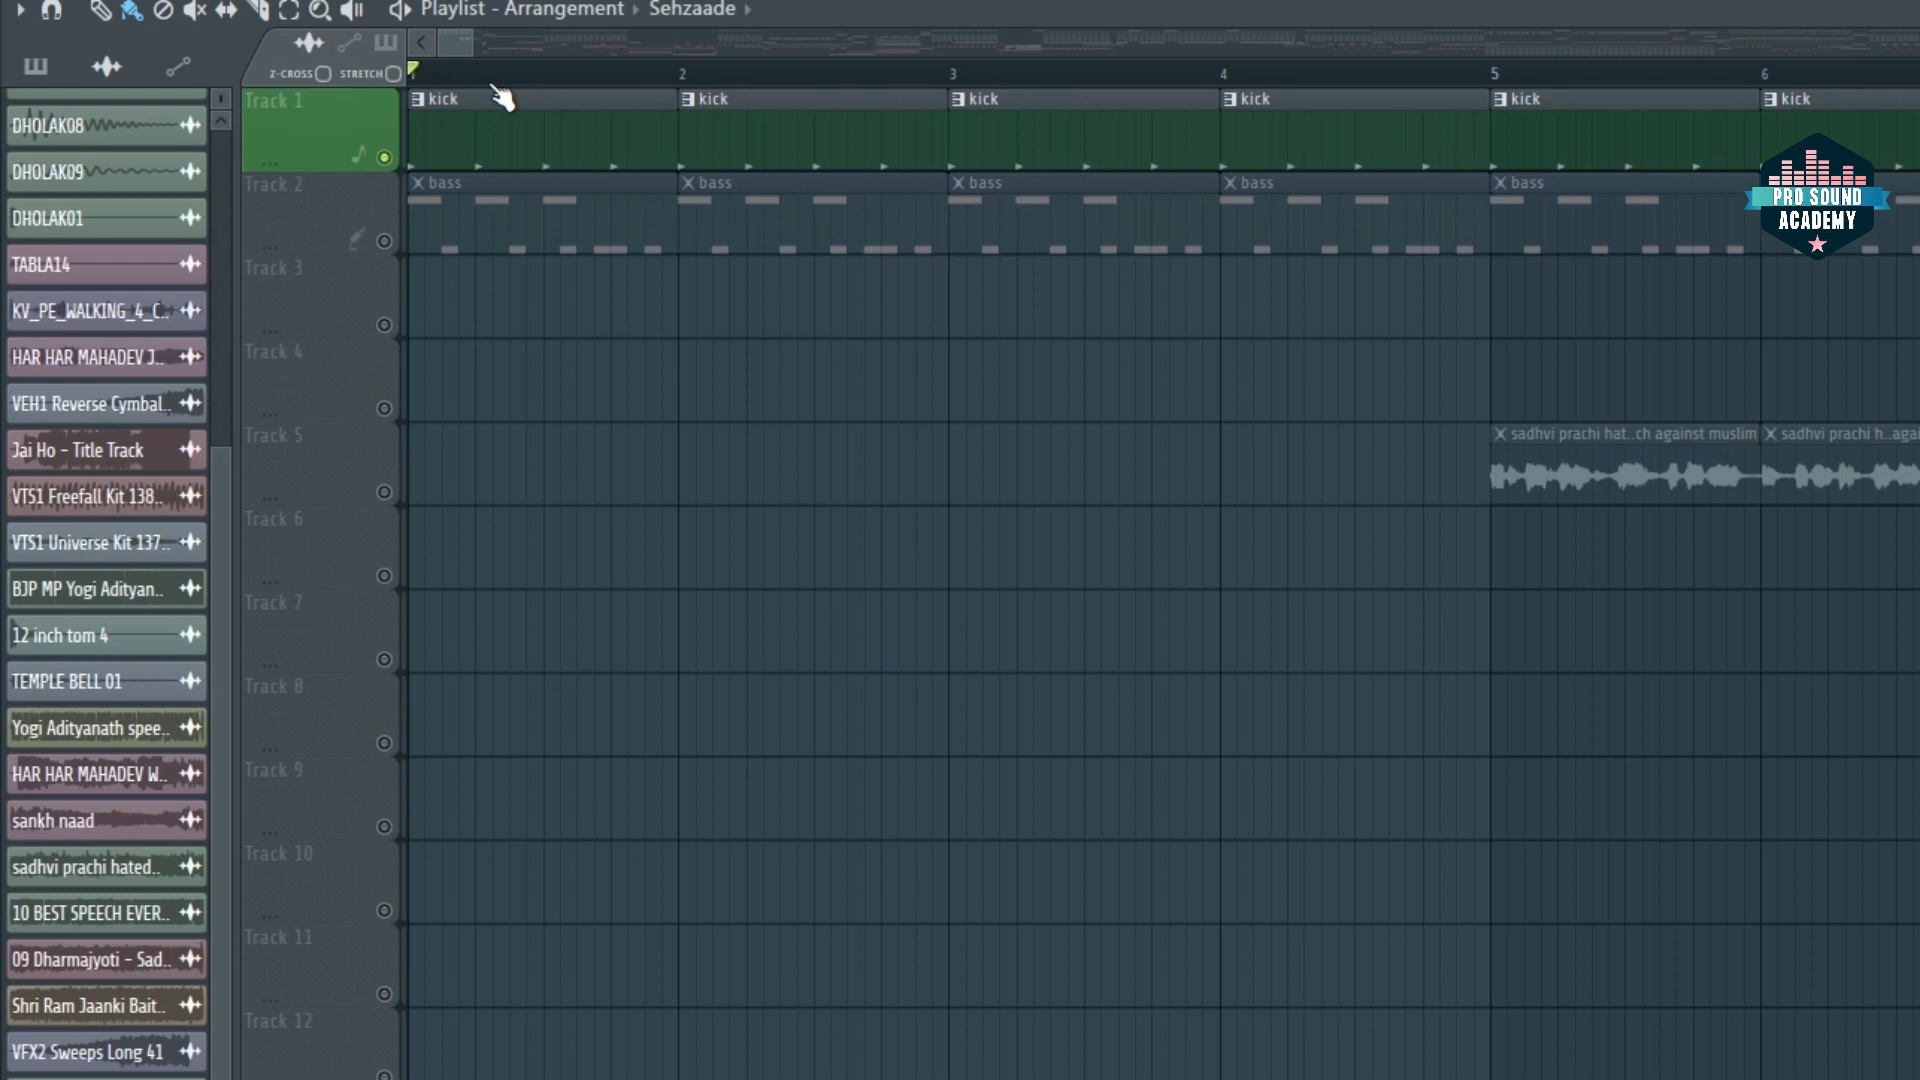 Playlist - Arrangement › Sehzaade ›
Z-CROSS STRETCH
2 3 4 5 6
Track 1
kick kick kick kick kick kick
Track 2
bass bass bass bass bass
Track 3
Track 4
Track 5
sadhvi prachi hat..ch against muslim sadhvi prachi h..agai
Track 6
Track 7
Track 8
Track 9
Track 10
Track 11
Track 12
DHOLAK08
DHOLAK09
DHOLAK01
TABLA14
KV_PE_WALKING_4_C..
HAR HAR MAHADEV J..
VEH1 Reverse Cymbal..
Jai Ho - Title Track
VTS1 Freefall Kit 138..
VTS1 Universe Kit 137..
BJP MP Yogi Adityan..
12 inch tom 4
TEMPLE BELL 01
Yogi Adityanath spee..
HAR HAR MAHADEV W..
sankh naad
sadhvi prachi hated..
10 BEST SPEECH EVER..
09 Dharmajyoti - Sad..
Shri Ram Jaanki Bait..
VFX2 Sweeps Long 41
PRO SOUND
ACADEMY